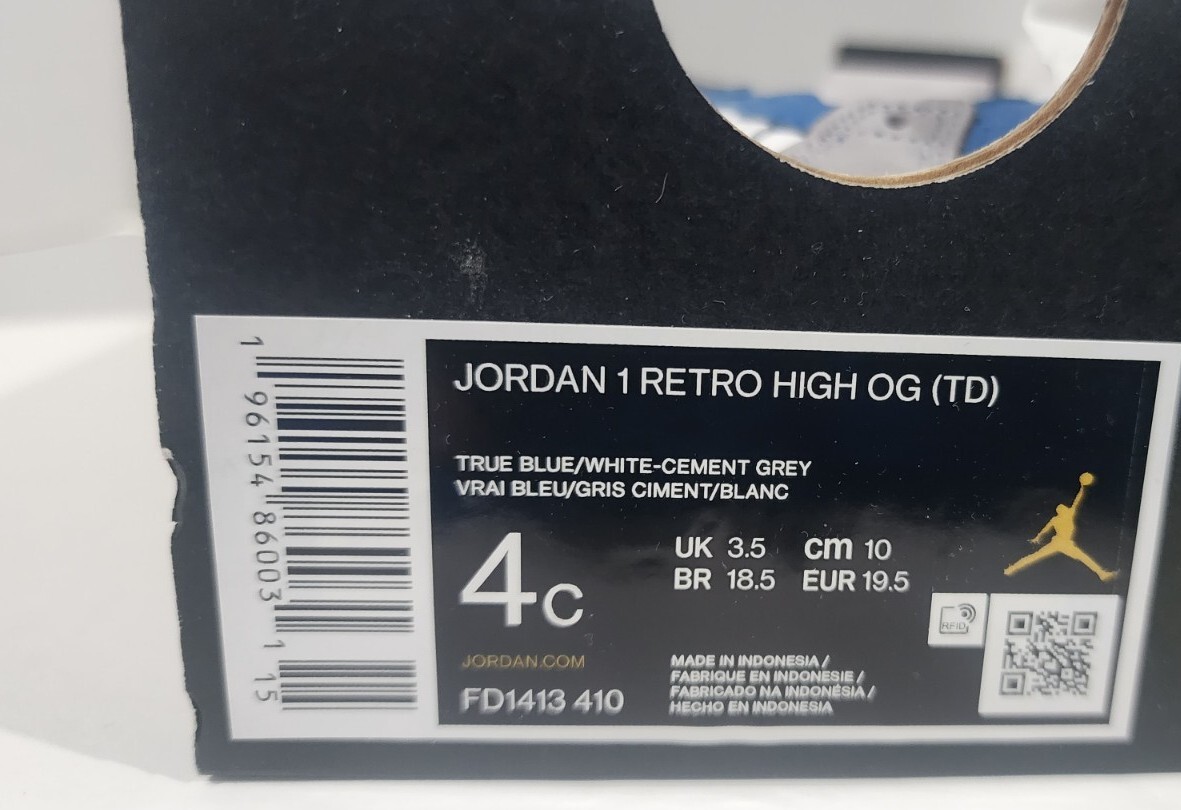 1 96154 86003 1 15
JORDAN 1 RETRO HIGH OG (TD)
TRUE BLUE/WHITE-CEMENT GREY
VRAI BLEU/GRIS CIMENT/BLANC
4C
UK 3.5 cm 10
BR 18.5 EUR 19.5
RFID
JORDAN.COM
FD1413 410
MADE IN INDONESIA /
FABRIQUE EN INDONESIE /
FABRICADO NA INDONÉSIA /
HECHO EN INDONESIA